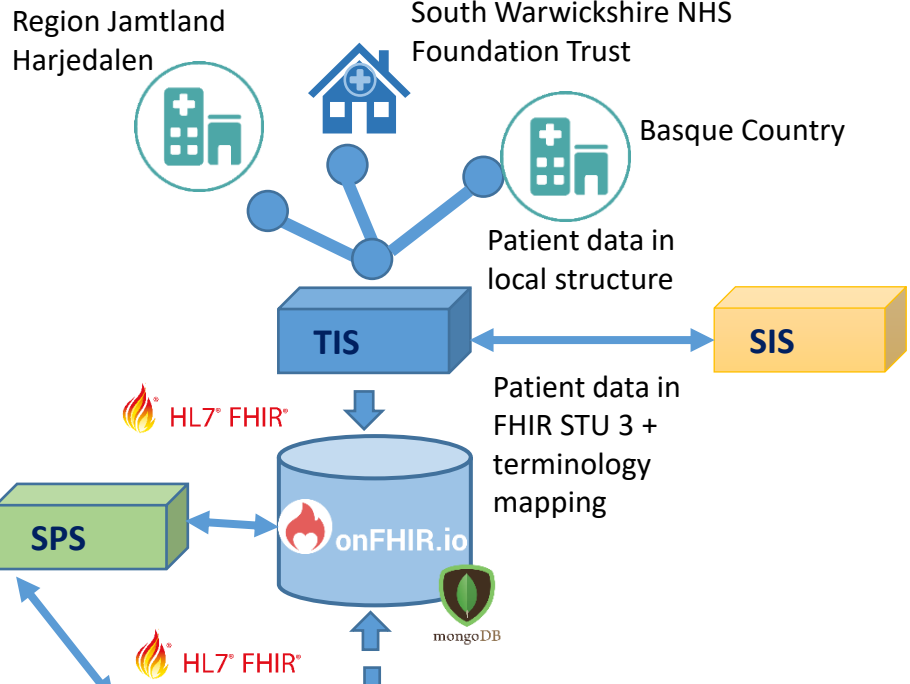 Region Jamtland
Harjedalen
South Warwickshire NHS
Foundation Trust
Basque Country
Patient data in
local structure
TIS
SIS
HL7® FHIR®
Patient data in
FHIR STU 3 +
terminology
mapping
SPS
onFHIR.io
mongoDB
HL7® FHIR®